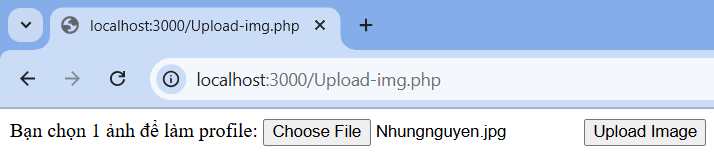 localhost:3000/Upload-img.php
localhost:3000/Upload-img.php
Bạn chọn 1 ảnh để làm profile: Choose File Nhungnguyen.jpg Upload Image